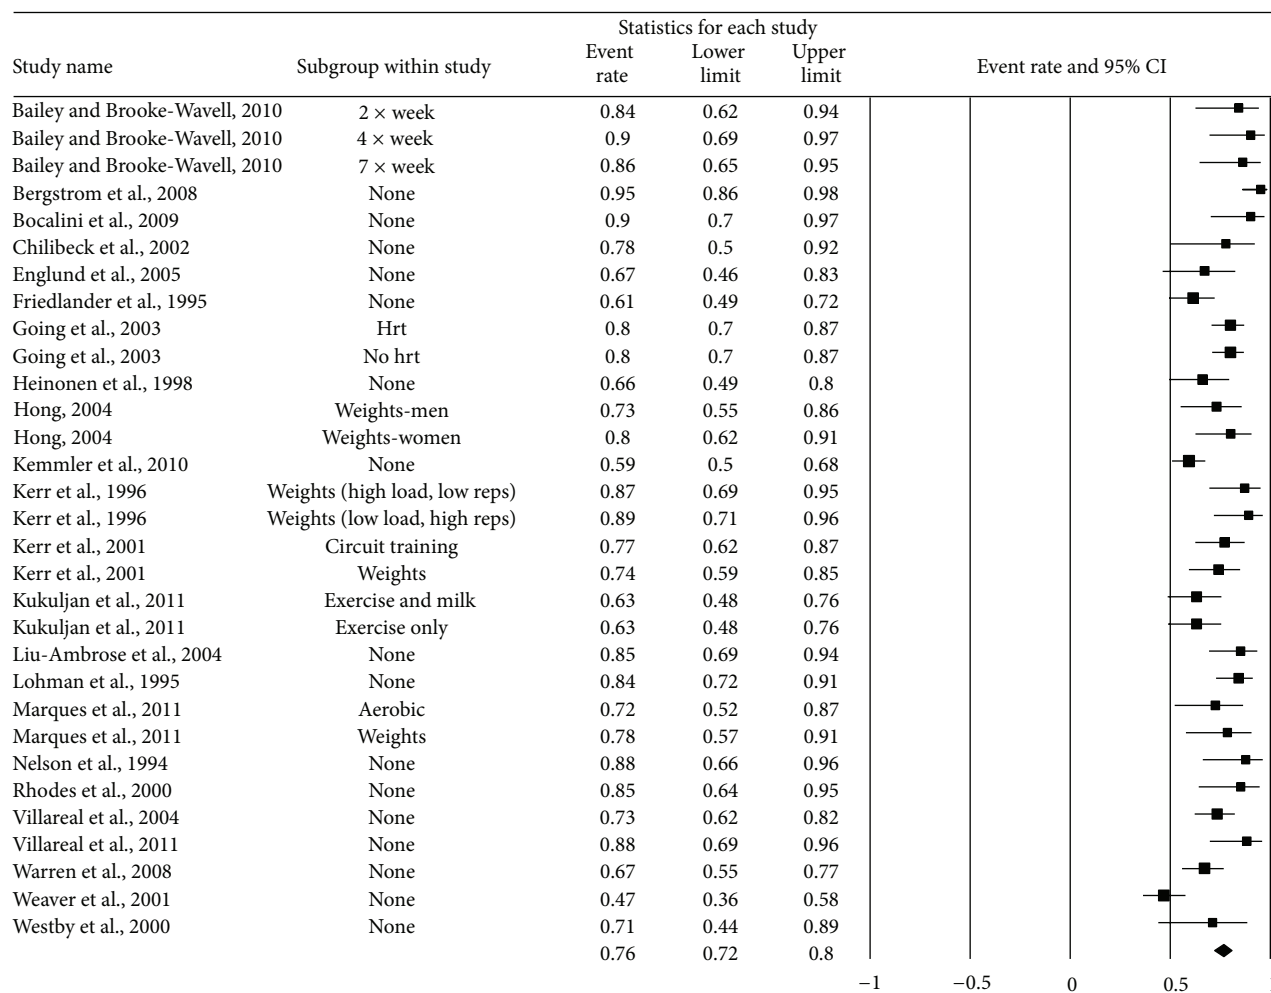 Statistics for each study
Study name Subgroup within study Event rate Lower limit Upper limit Event rate and 95% CI
Bailey and Brooke-Wavell, 2010 2 × week 0.84 0.62 0.94
Bailey and Brooke-Wavell, 2010 4 × week 0.9 0.69 0.97
Bailey and Brooke-Wavell, 2010 7 × week 0.86 0.65 0.95
Bergstrom et al., 2008 None 0.95 0.86 0.98
Bocalini et al., 2009 None 0.9 0.7 0.97
Chilibeck et al., 2002 None 0.78 0.5 0.92
Englund et al., 2005 None 0.67 0.46 0.83
Friedlander et al., 1995 None 0.61 0.49 0.72
Going et al., 2003 Hrt 0.8 0.7 0.87
Going et al., 2003 No hrt 0.8 0.7 0.87
Heinonen et al., 1998 None 0.66 0.49 0.8
Hong, 2004 Weights-men 0.73 0.55 0.86
Hong, 2004 Weights-women 0.8 0.62 0.91
Kemmler et al., 2010 None 0.59 0.5 0.68
Kerr et al., 1996 Weights (high load, low reps) 0.87 0.69 0.95
Kerr et al., 1996 Weights (low load, high reps) 0.89 0.71 0.96
Kerr et al., 2001 Circuit training 0.77 0.62 0.87
Kerr et al., 2001 Weights 0.74 0.59 0.85
Kukuljan et al., 2011 Exercise and milk 0.63 0.48 0.76
Kukuljan et al., 2011 Exercise only 0.63 0.48 0.76
Liu-Ambrose et al., 2004 None 0.85 0.69 0.94
Lohman et al., 1995 None 0.84 0.72 0.91
Marques et al., 2011 Aerobic 0.72 0.52 0.87
Marques et al., 2011 Weights 0.78 0.57 0.91
Nelson et al., 1994 None 0.88 0.66 0.96
Rhodes et al., 2000 None 0.85 0.64 0.95
Villareal et al., 2004 None 0.73 0.62 0.82
Villareal et al., 2011 None 0.88 0.69 0.96
Warren et al., 2008 None 0.67 0.55 0.77
Weaver et al., 2001 None 0.47 0.36 0.58
Westby et al., 2000 None 0.71 0.44 0.89
0.76 0.72 0.8
−1 −0.5 0 0.5